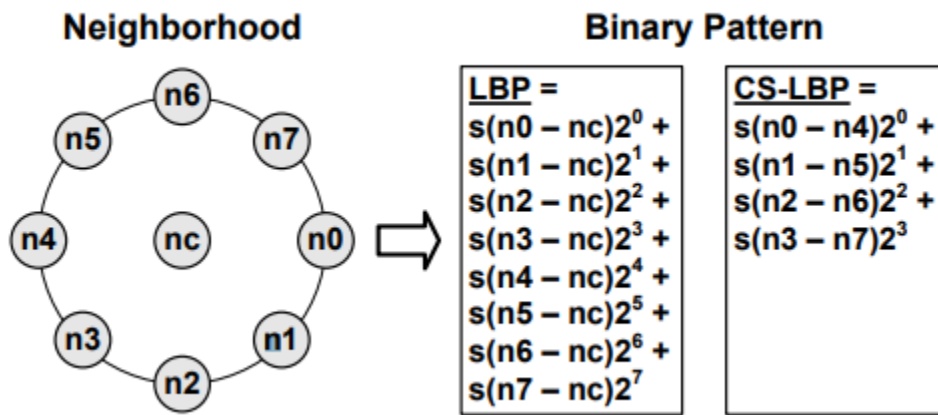 Neighborhood
Binary Pattern
n6
n5
n7
n4
nc
n0
n3
n1
n2
LBP =
s(n0 – nc)2⁰ +
s(n1 – nc)2¹ +
s(n2 – nc)2² +
s(n3 – nc)2³ +
s(n4 – nc)2⁴ +
s(n5 – nc)2⁵ +
s(n6 – nc)2⁶ +
s(n7 – nc)2⁷
CS-LBP =
s(n0 – n4)2⁰ +
s(n1 – n5)2¹ +
s(n2 – n6)2² +
s(n3 – n7)2³